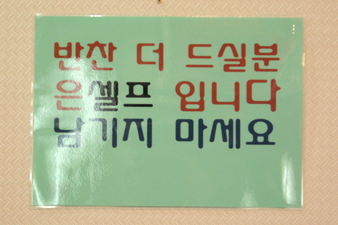 반찬 더 드실분
은셀프 입니다
남기지 마세요